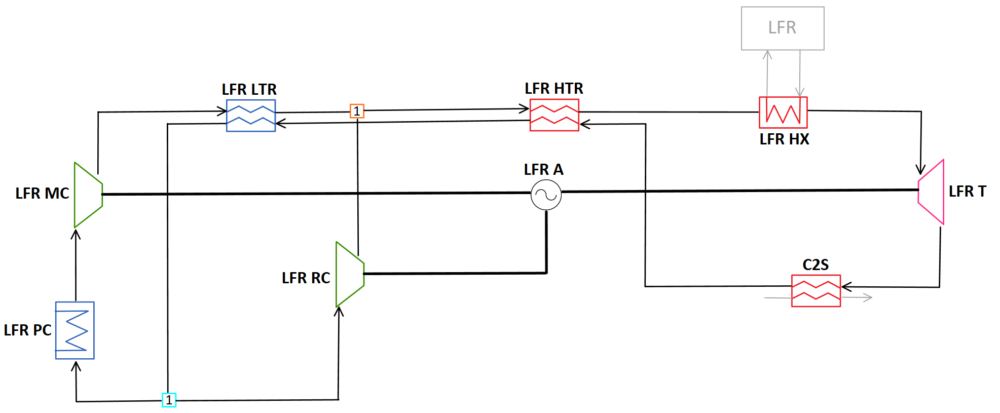 LFR
LFR LTR
LFR HTR
1
LFR HX
LFR A
LFR MC
LFR T
C2S
LFR RC
LFR PC
1